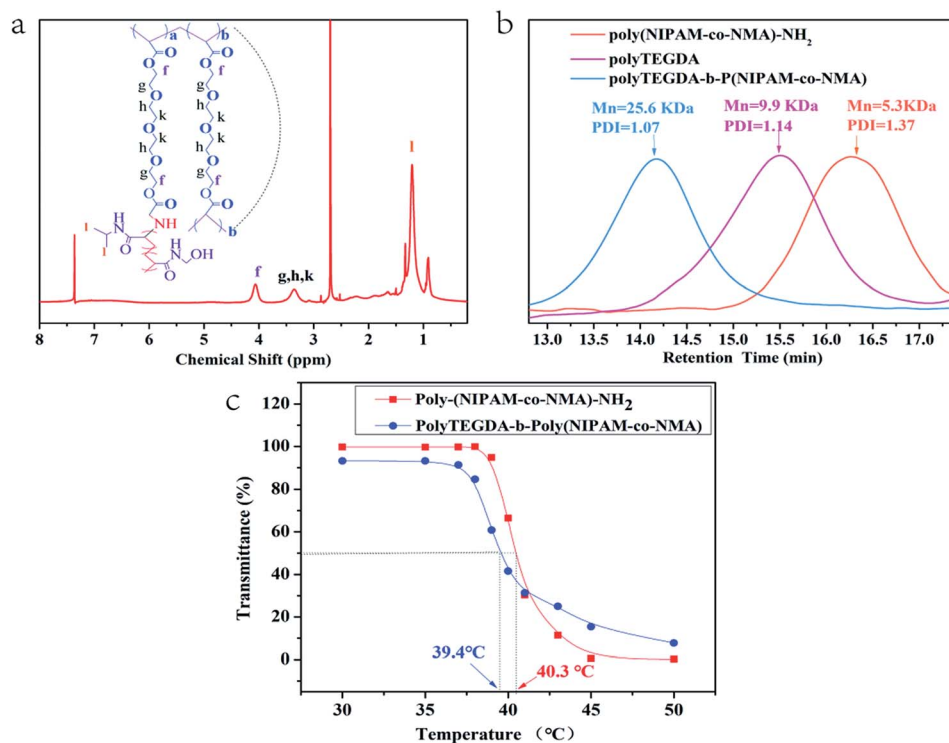 a
a
b
O
O
O
O
f
f
g
g
O
O
h
k
h
k
O
O
h
k
h
k
O
O
g
f
g
f
O
O
O
O
NH
b
l
HN
O
HN
OH
l
O
f
g,h,k
l
8
7
6
5
4
3
2
1
Chemical Shift (ppm)
b
poly(NIPAM-co-NMA)-NH2
polyTEGDA
polyTEGDA-b-P(NIPAM-co-NMA)
Mn=25.6 KDa
PDI=1.07
Mn=9.9 KDa
PDI=1.14
Mn=5.3KDa
PDI=1.37
13.0 13.5 14.0 14.5 15.0 15.5 16.0 16.5 17.0
Retention Time (min)
c
Poly-(NIPAM-co-NMA)-NH2
PolyTEGDA-b-Poly(NIPAM-co-NMA)
120
100
80
60
40
20
0
Transmittance (%)
39.4℃
40.3 ℃
30 35 40 45 50
Temperature （℃）